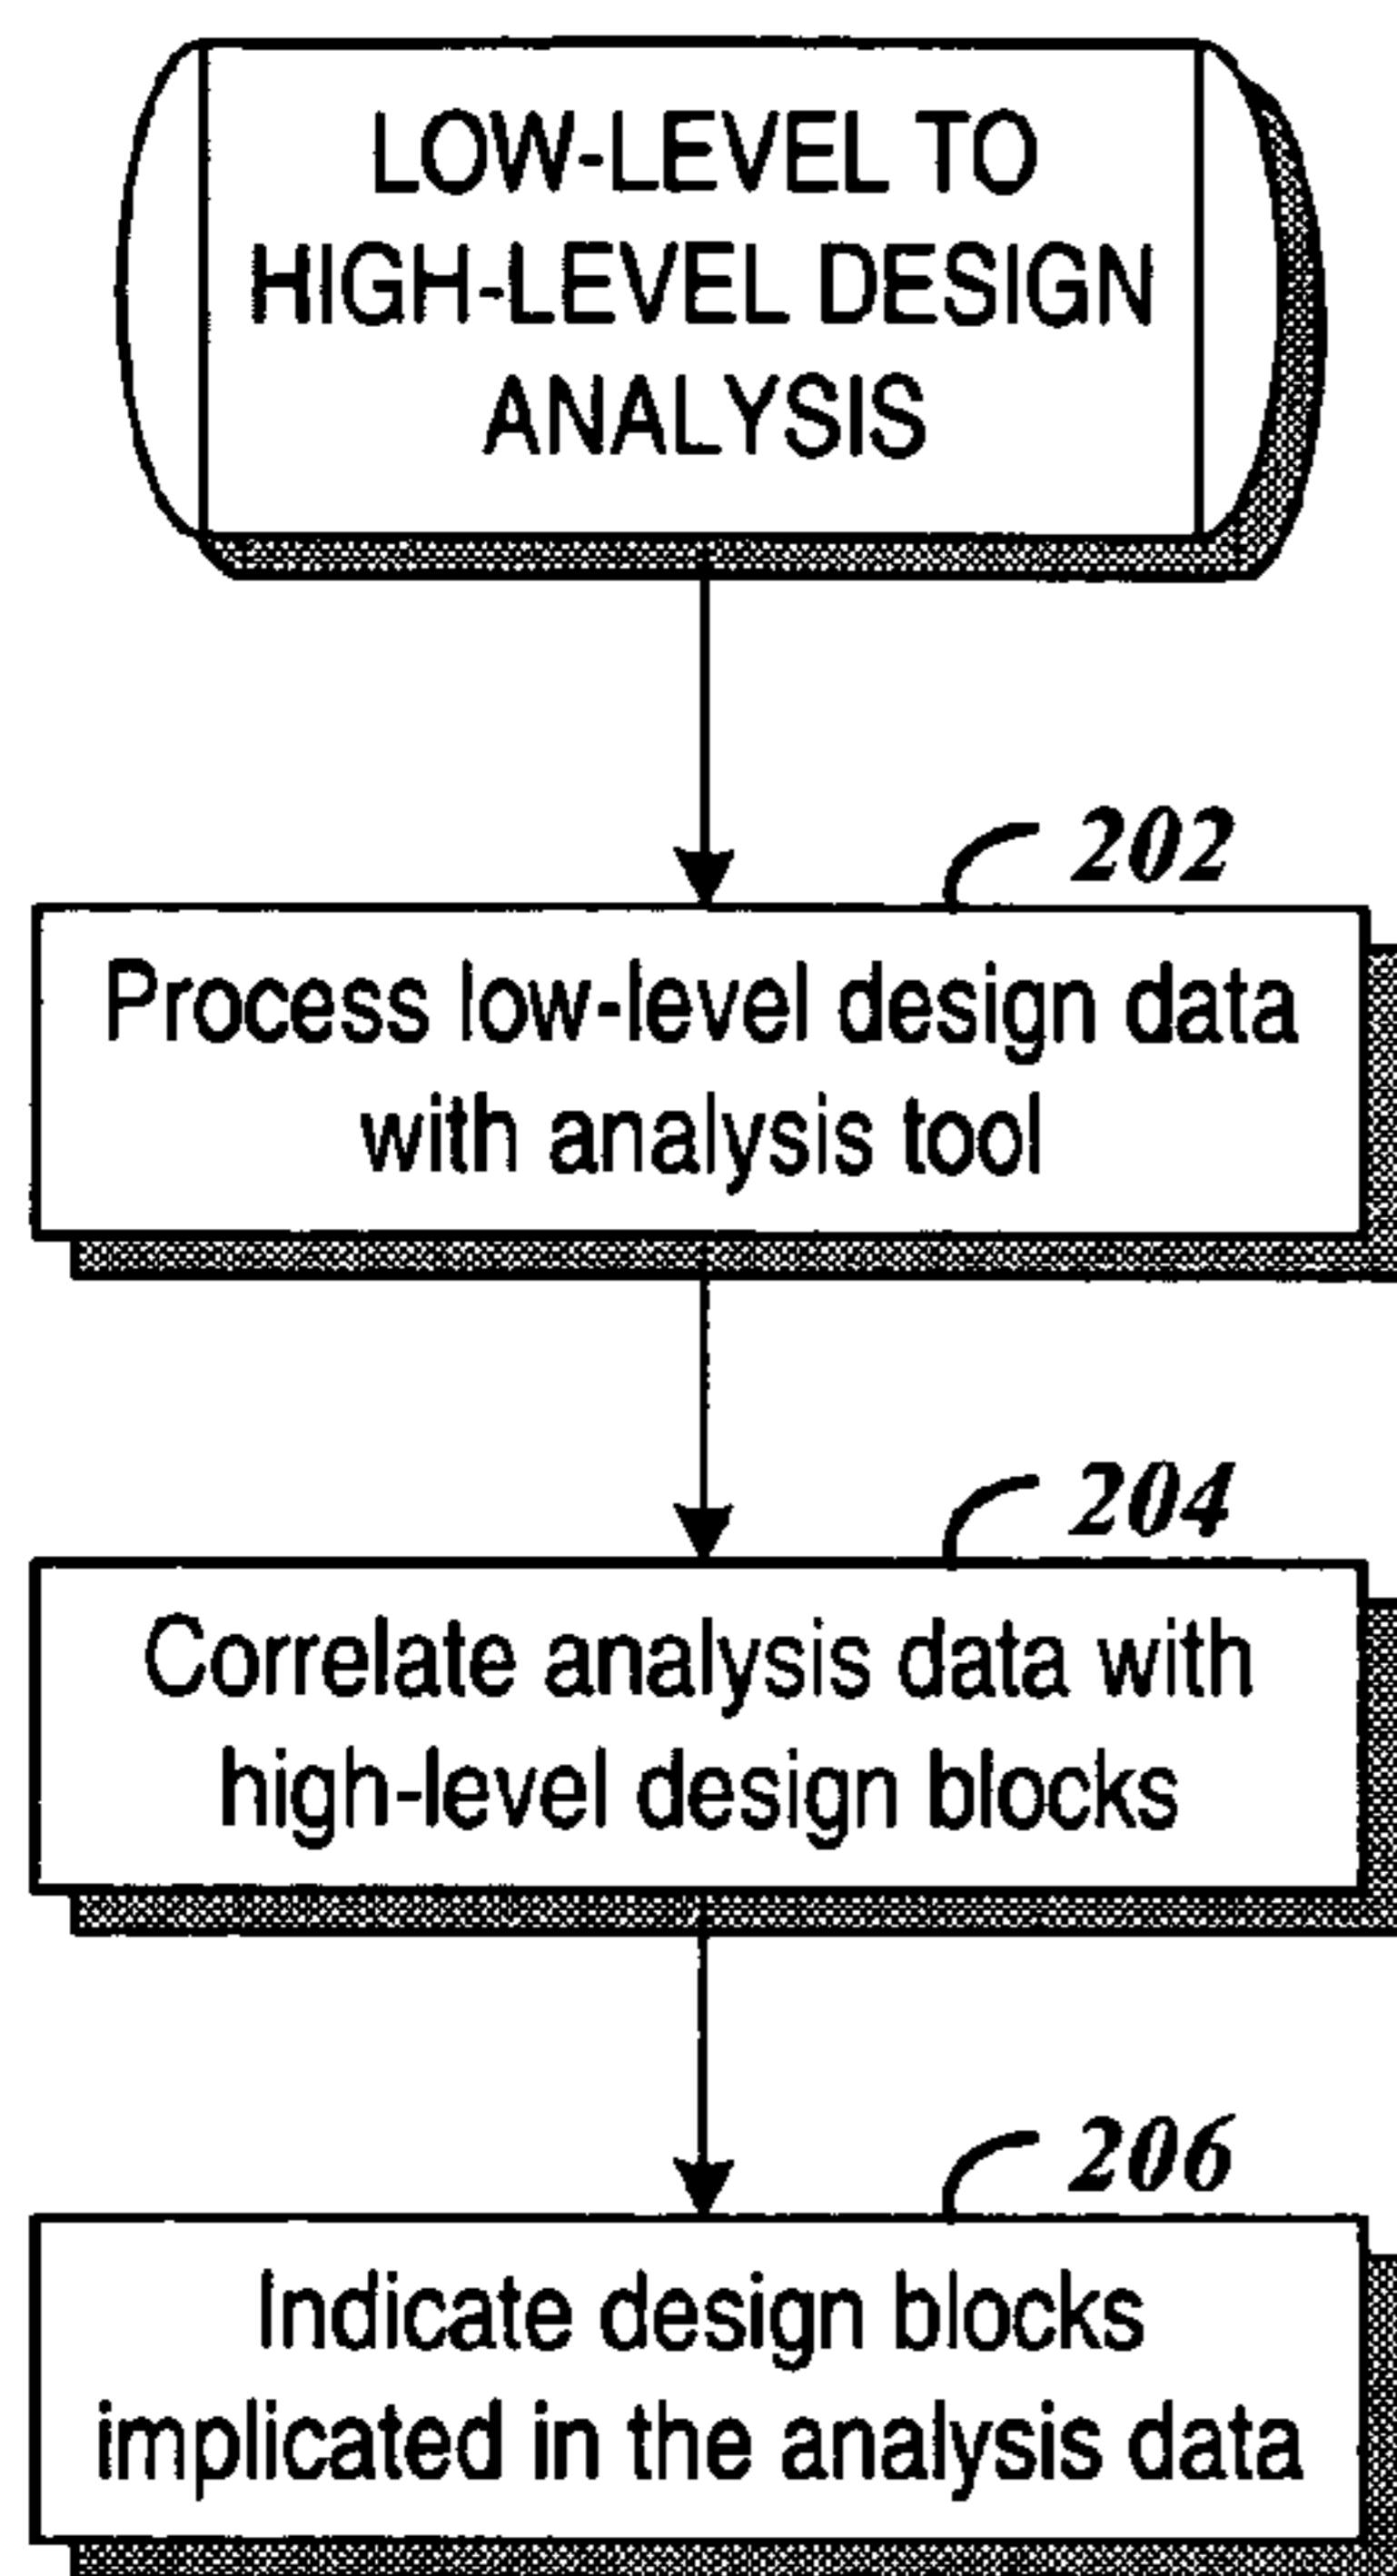 LOW-LEVEL TO
HIGH-LEVEL DESIGN
ANALYSIS
202
Process low-level design data
with analysis tool
204
Correlate analysis data with
high-level design blocks
206
Indicate design blocks
implicated in the analysis data